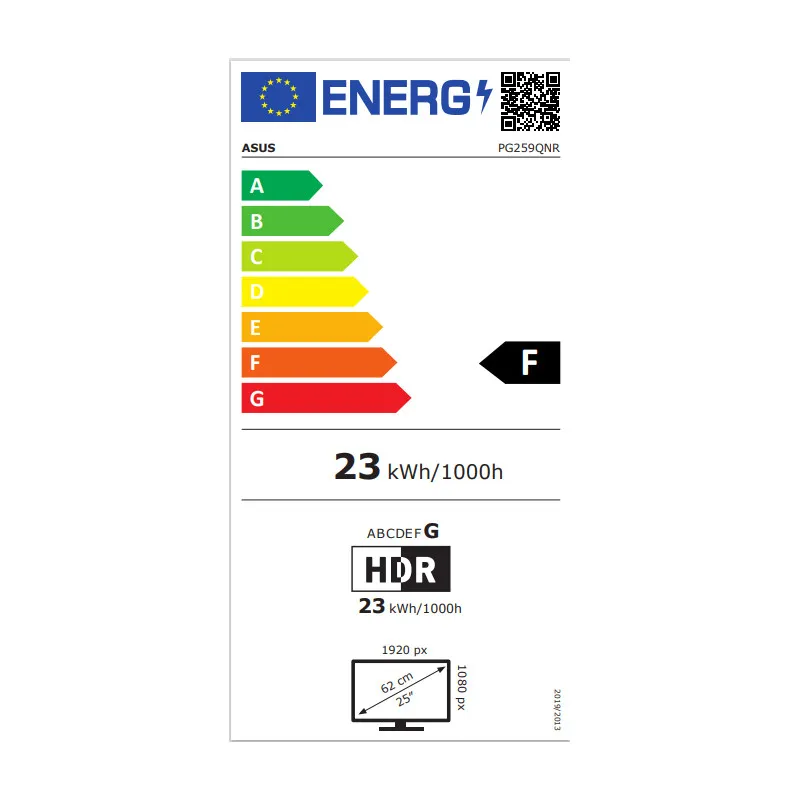 ENERG
ASUS PG259QNR
A
B
C
D
E
F
F
G
23 kWh/1000h
ABCDEFG
HDR
23 kWh/1000h
1920 px
62 cm
25"
1080 px
2019/2013